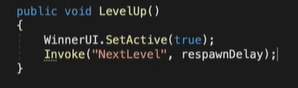 public void LevelUp()
{
WinnerUI.SetActive(true);
Invoke("NextLevel", respawnDelay);
}